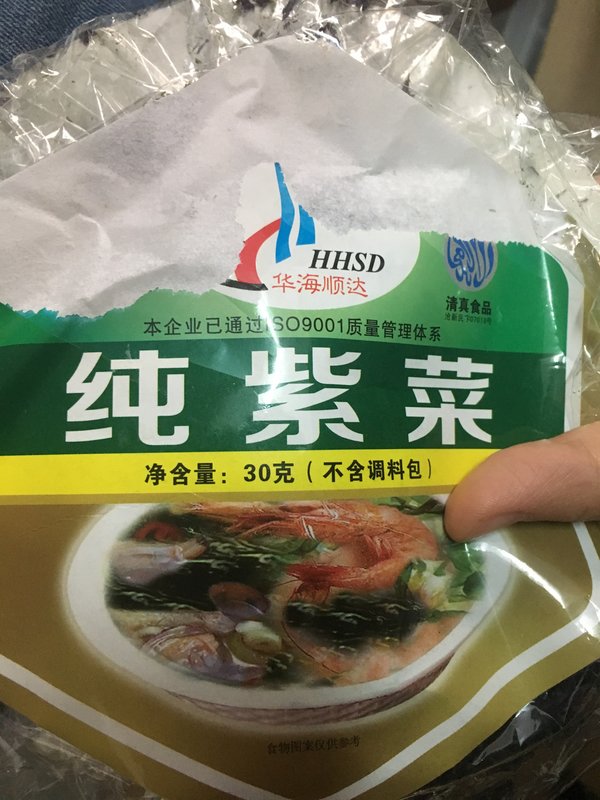 HHSD
华海顺达
清真食品
本企业已通过ISO9001质量管理体系
纯紫菜
净含量：30克（不含调料包）
食物图案仅供参考